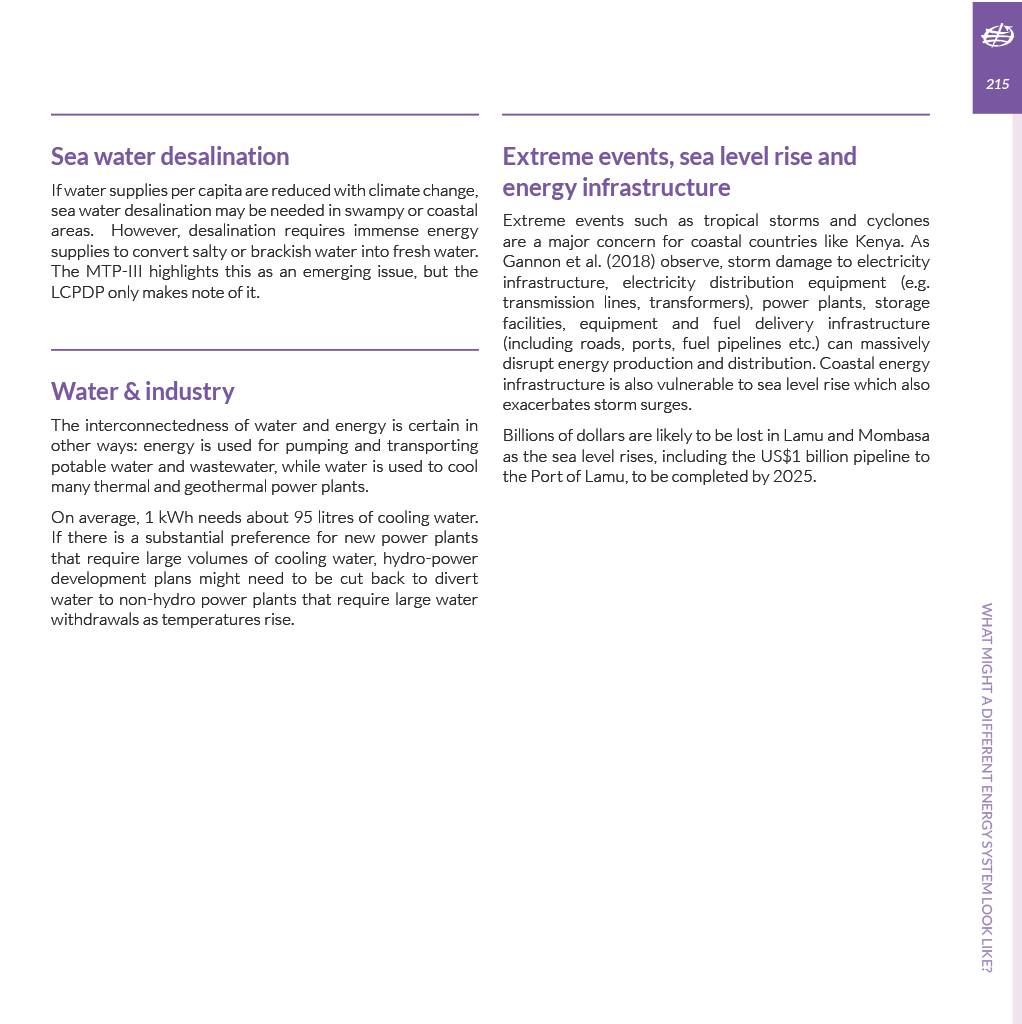 215
Sea water desalination
If water supplies per capita are reduced with climate change,
sea water desalination may be needed in swampy or coastal
areas.  However, desalination requires immense energy
supplies to convert salty or brackish water into fresh water.
The MTP-III highlights this as an emerging issue, but the
LCPDP only makes note of it.
Water & industry
The interconnectedness of water and energy is certain in
other ways: energy is used for pumping and transporting
potable water and wastewater, while water is used to cool
many thermal and geothermal power plants.
On average, 1 kWh needs about 95 litres of cooling water.
If there is a substantial preference for new power plants
that require large volumes of cooling water, hydro-power
development plans might need to be cut back to divert
water to non-hydro power plants that require large water
withdrawals as temperatures rise.
Extreme events, sea level rise and
energy infrastructure
Extreme events such as tropical storms and cyclones
are a major concern for coastal countries like Kenya. As
Gannon et al. (2018) observe, storm damage to electricity
infrastructure, electricity distribution equipment (e.g.
transmission lines, transformers), power plants, storage
facilities, equipment and fuel delivery infrastructure
(including roads, ports, fuel pipelines etc.) can massively
disrupt energy production and distribution. Coastal energy
infrastructure is also vulnerable to sea level rise which also
exacerbates storm surges.
Billions of dollars are likely to be lost in Lamu and Mombasa
as the sea level rises, including the US$1 billion pipeline to
the Port of Lamu, to be completed by 2025.
WHAT MIGHT A DIFFERENT ENERGY SYSTEM LOOK LIKE?